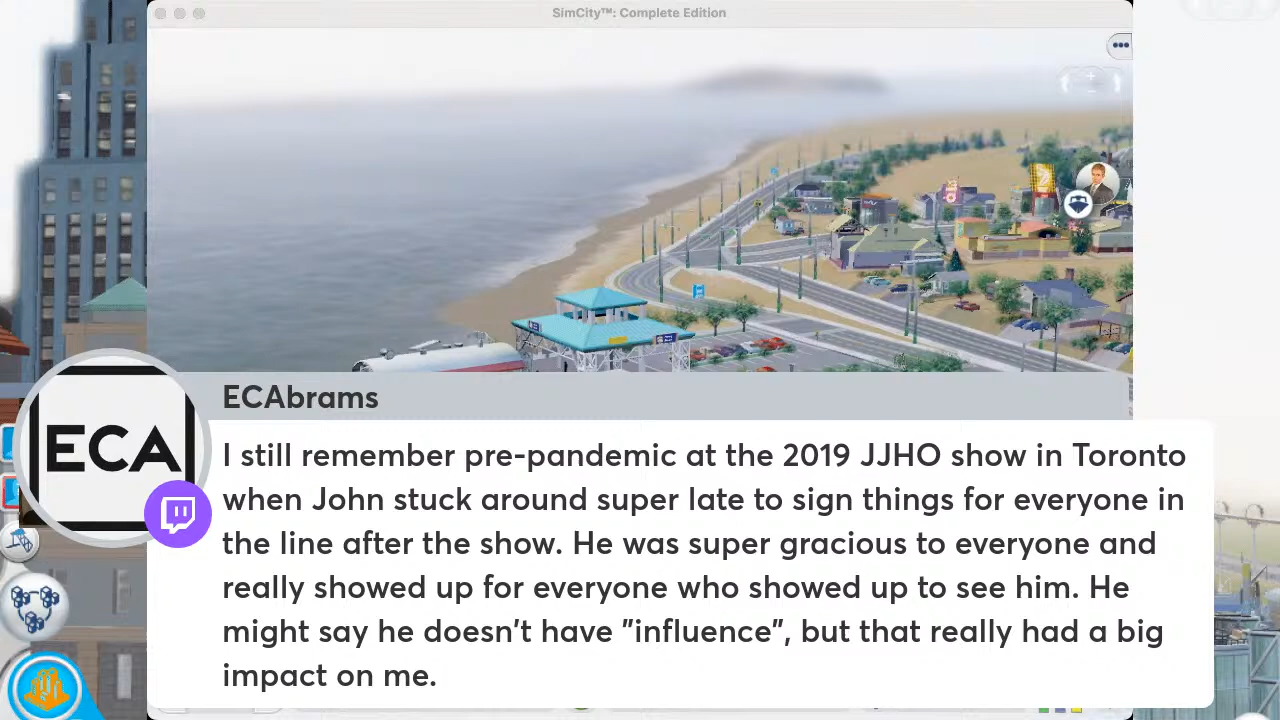 SimCity™: Complete Edition
ECAbrams
ECA
I still remember pre-pandemic at the 2019 JJHO show in Toronto
when John stuck around super late to sign things for everyone in
the line after the show. He was super gracious to everyone and
really showed up for everyone who showed up to see him. He
might say he doesn't have "influence", but that really had a big
impact on me.